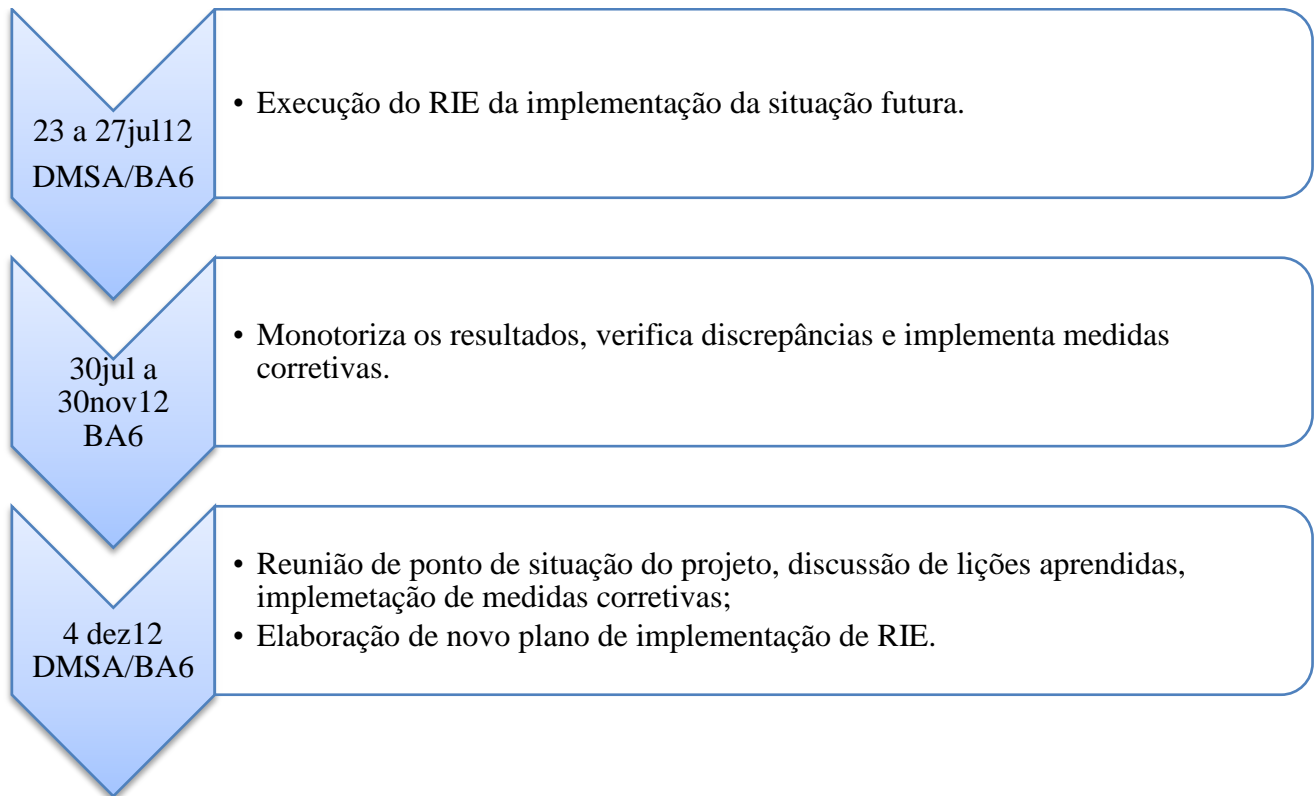 23 a 27jul12
DMSA/BA6
• Execução do RIE da implementação da situação futura.
30jul a
30nov12
BA6
• Monotoriza os resultados, verifica discrepâncias e implementa medidas
corretivas.
4 dez12
DMSA/BA6
• Reunião de ponto de situação do projeto, discussão de lições aprendidas,
implemetação de medidas corretivas;
• Elaboração de novo plano de implementação de RIE.